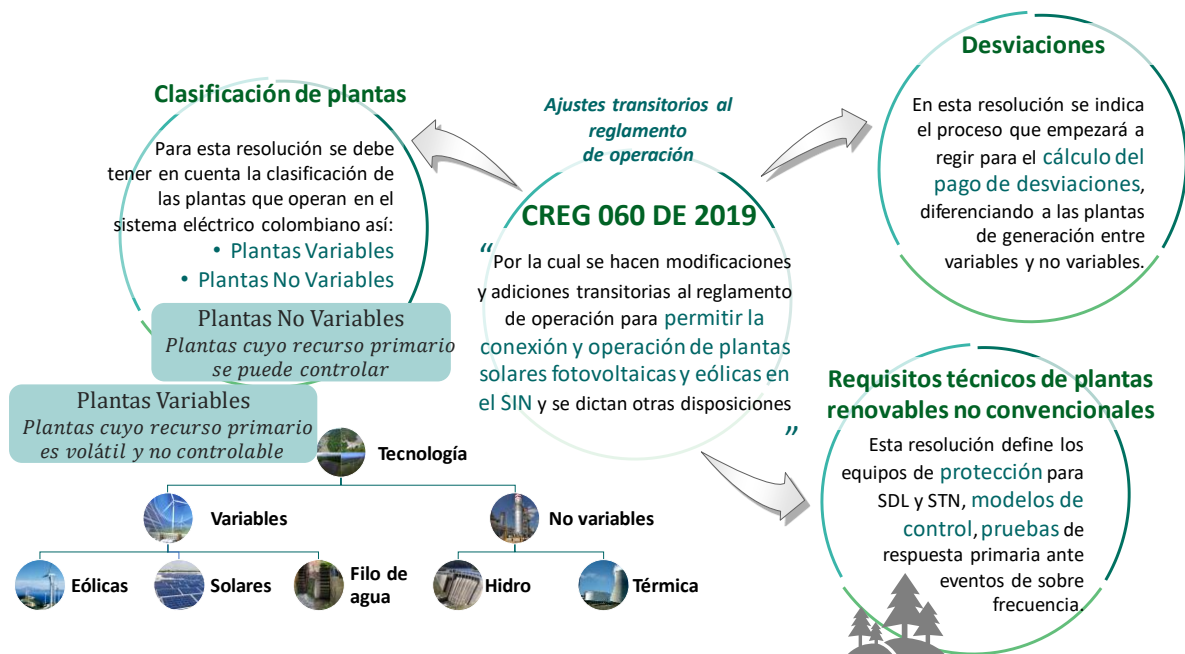 Clasificación de plantas
Para esta resolución se debe
tener en cuenta la clasificación de
las plantas que operan en el
sistema eléctrico colombiano así:
• Plantas Variables
• Plantas No Variables
Plantas No Variables
Plantas cuyo recurso primario
se puede controlar
Plantas Variables
Plantas cuyo recurso primario
es volátil y no controlable
Ajustes transitorios al
reglamento
de operación
CREG 060 DE 2019
“
Por la cual se hacen modificaciones
y adiciones transitorias al reglamento
de operación para permitir la
conexión y operación de plantas
solares fotovoltaicas y eólicas en
el SIN y se dictan otras disposiciones
”
Desviaciones
En esta resolución se indica
el proceso que empezará a
regir para el cálculo del
pago de desviaciones,
diferenciando a las plantas
de generación entre
variables y no variables.
Requisitos técnicos de plantas
renovables no convencionales
Esta resolución define los
equipos de protección para
SDL y STN, modelos de
control, pruebas de
respuesta primaria ante
eventos de sobre
frecuencia.
Tecnología
Variables
No variables
Eólicas
Solares
Filo de
agua
Hidro
Térmica